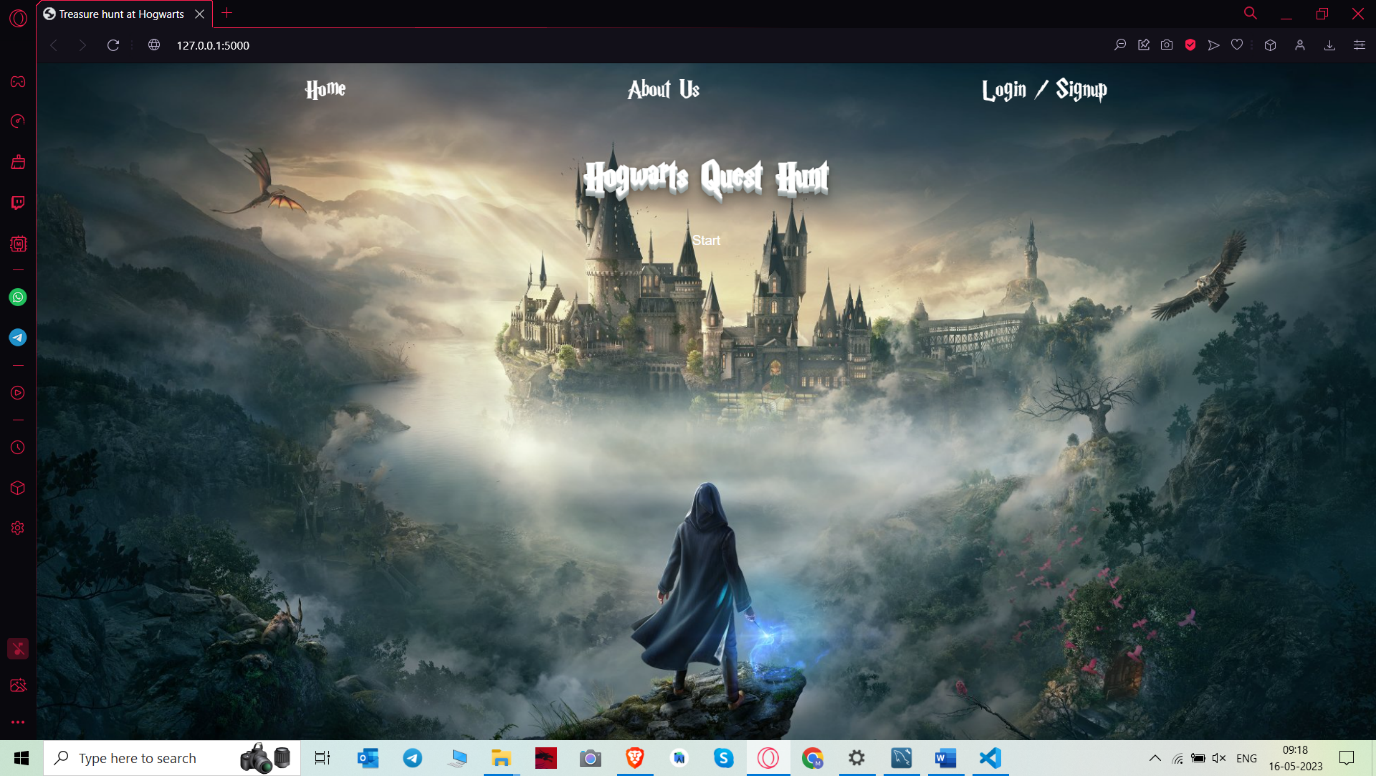 Treasure hunt at Hogwarts
127.0.0.1:5000
Home
About Us
Login / Signup
Hogwarts Quest Hunt
Start
Type here to search
ENG
09:18
16-05-2023